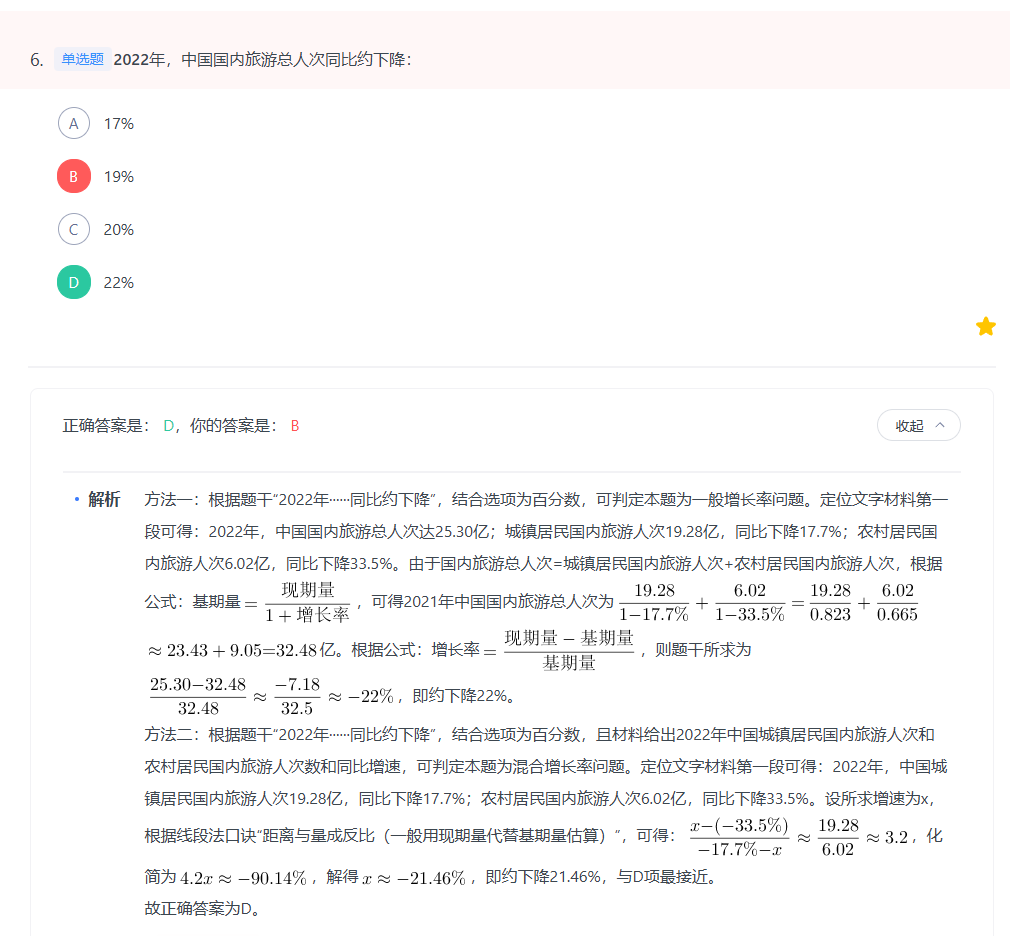 6. 单选题 2022年，中国国内旅游总人次同比约下降：
A 17%
B 19%
C 20%
D 22%
正确答案是： D，你的答案是： B
收起
解析 方法一：根据题干“2022年……同比约下降”，结合选项为百分数，可判定本题为一般增长率问题。定位文字材料第一
段可得：2022年，中国国内旅游总人次达25.30亿；城镇居民国内旅游人次19.28亿，同比下降17.7%；农村居民国
内旅游人次6.02亿，同比下降33.5%。由于国内旅游总人次=城镇居民国内旅游人次+农村居民国内旅游人次，根据
公式：基期量 = 现期量/(1 + 增长率)，可得2021年中国国内旅游总人次为 19.28/(1−17.7%) + 6.02/(1−33.5%) = 19.28/0.823 + 6.02/0.665
≈ 23.43 + 9.05=32.48亿。根据公式：增长率 = (现期量 − 基期量)/基期量，则题干所求为
(25.30−32.48)/32.48 ≈ −7.18/32.5 ≈ −22%，即约下降22%。
方法二：根据题干“2022年……同比约下降”，结合选项为百分数，且材料给出2022年中国城镇居民国内旅游人次和
农村居民国内旅游人次数和同比增速，可判定本题为混合增长率问题。定位文字材料第一段可得：2022年，中国城
镇居民国内旅游人次19.28亿，同比下降17.7%；农村居民国内旅游人次6.02亿，同比下降33.5%。设所求增速为x，
根据线段法口诀“距离与量成反比（一般用现期量代替基期量估算）”，可得： (x−(−33.5%))/(−17.7%−x) ≈ 19.28/6.02 ≈ 3.2，化
简为 4.2x ≈ −90.14%，解得 x ≈ −21.46%，即约下降21.46%，与D项最接近。
故正确答案为D。